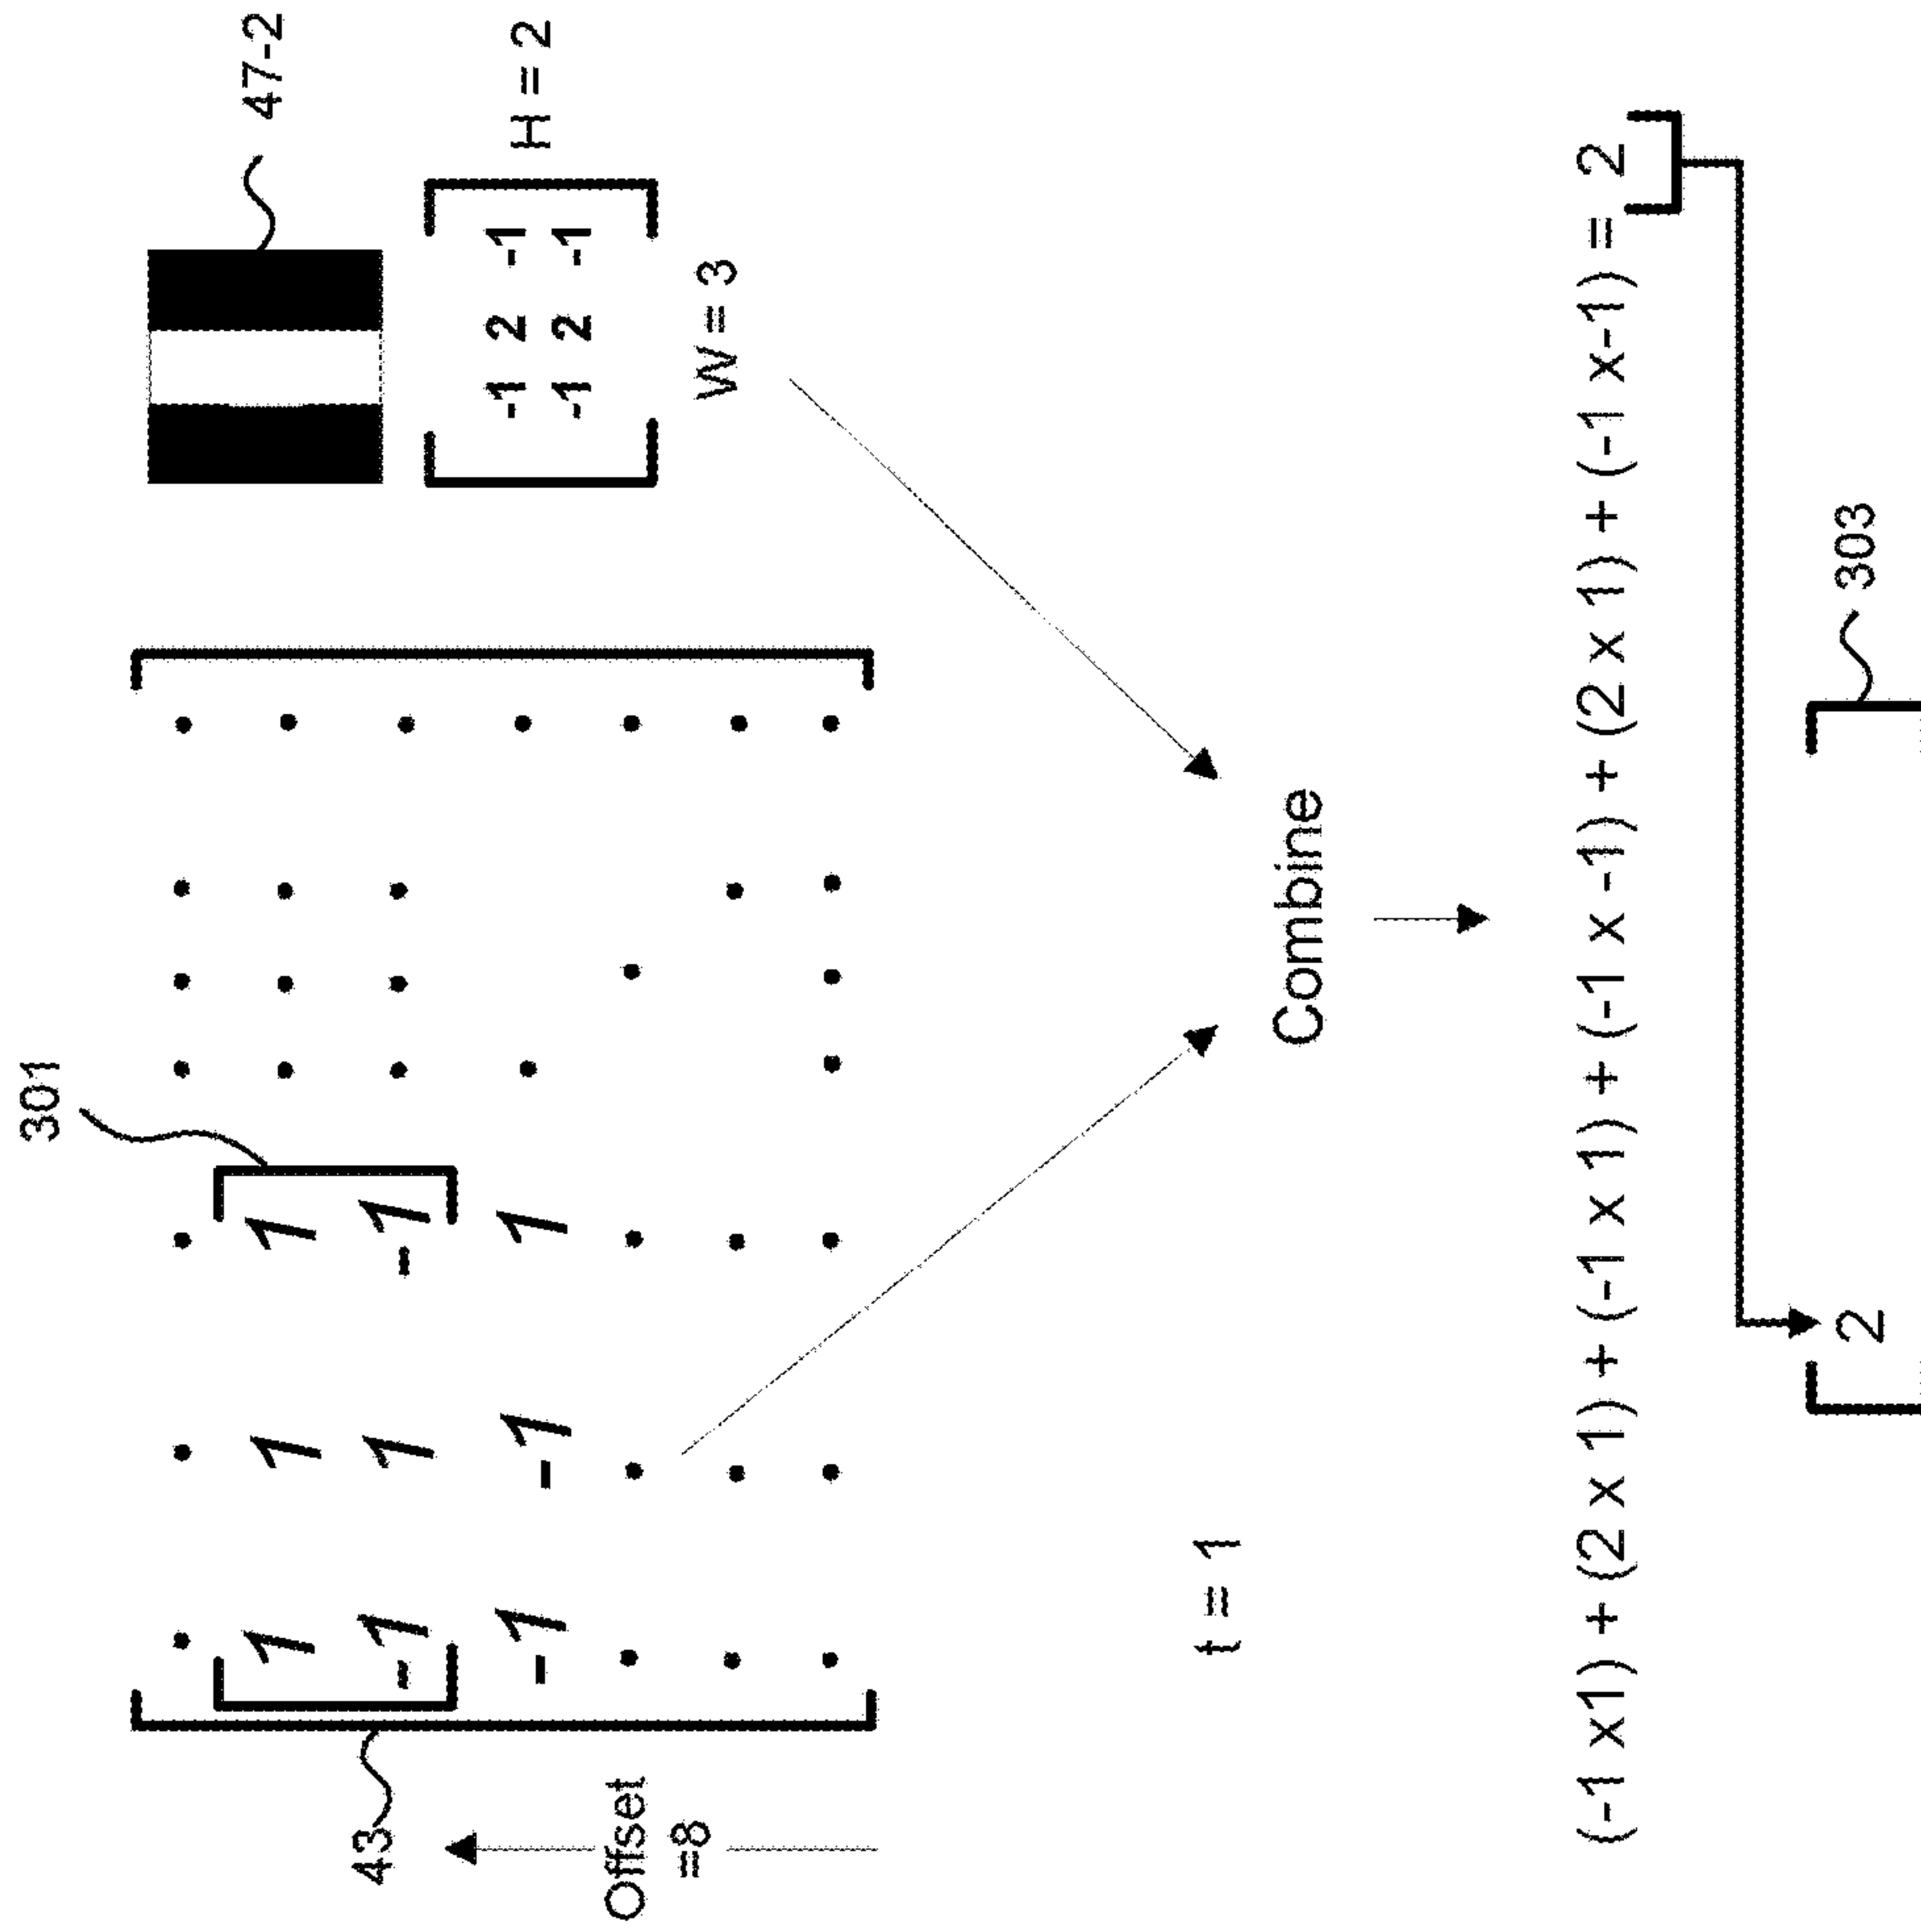 301
47-2
1 1 1
43
-1 1 -1
-1 -1 1
-1 2 -1
-1 2 -1
H = 2
Offset
=8
W = 3
t = 1
Combine
(-1 x1) + (2 x 1) + (-1 x 1) + (-1 x -1) + (2 x 1) + (-1 x-1) = 2
2
303